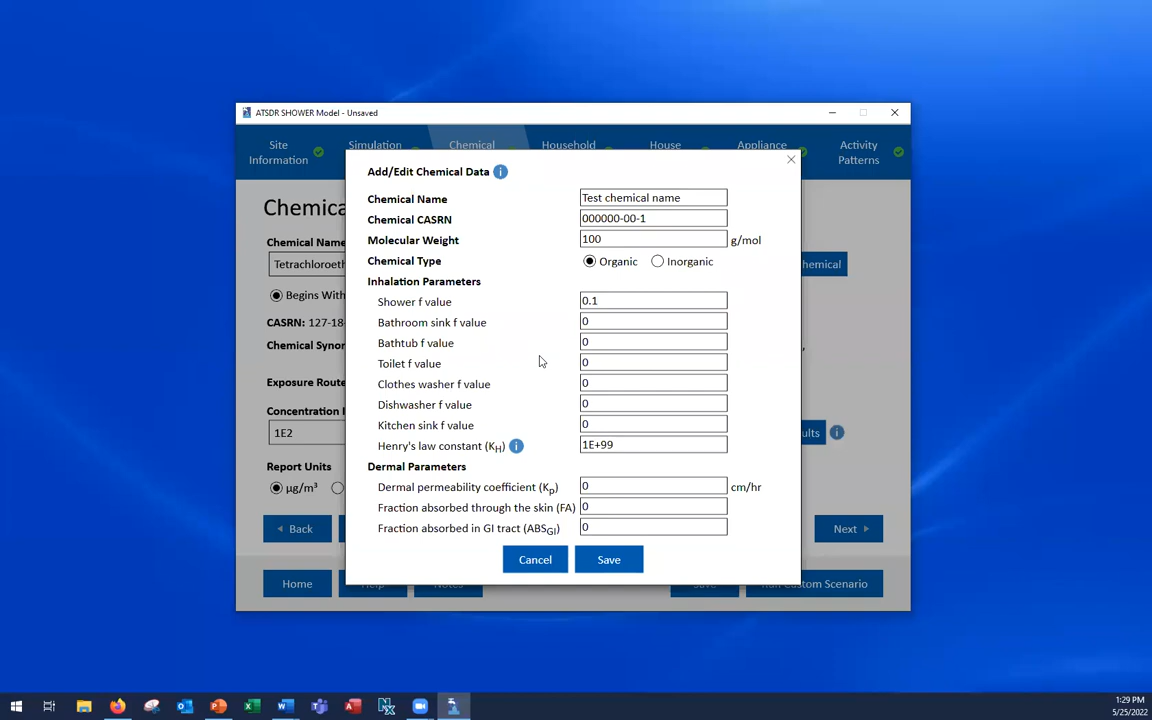 ATSDR SHOWER Model - Unsaved
Site Information
Simulation
Chemical
Household
House
Appliance
Activity Patterns
Add/Edit Chemical Data
Chemical Name Test chemical name
Chemical CASRN 000000-00-1
Molecular Weight 100 g/mol
Chemical Type Organic Inorganic
Inhalation Parameters
Shower f value 0.1
Bathroom sink f value 0
Bathtub f value 0
Toilet f value 0
Clothes washer f value 0
Dishwasher f value 0
Kitchen sink f value 0
Henry's law constant (KH) 1E+99
Dermal Parameters
Dermal permeability coefficient (Kp) 0 cm/hr
Fraction absorbed through the skin (FA) 0
Fraction absorbed in GI tract (ABSGI) 0
Cancel Save
Chemica
Chemical Name
Tetrachloroeth
hemical
Begins With
CASRN: 127-18-
Chemical Synor
Exposure Route
Concentration I
1E2
ults
Report Units
µg/m³
Back
Next
Home
Custom Scenario
1:29 PM
5/25/2022